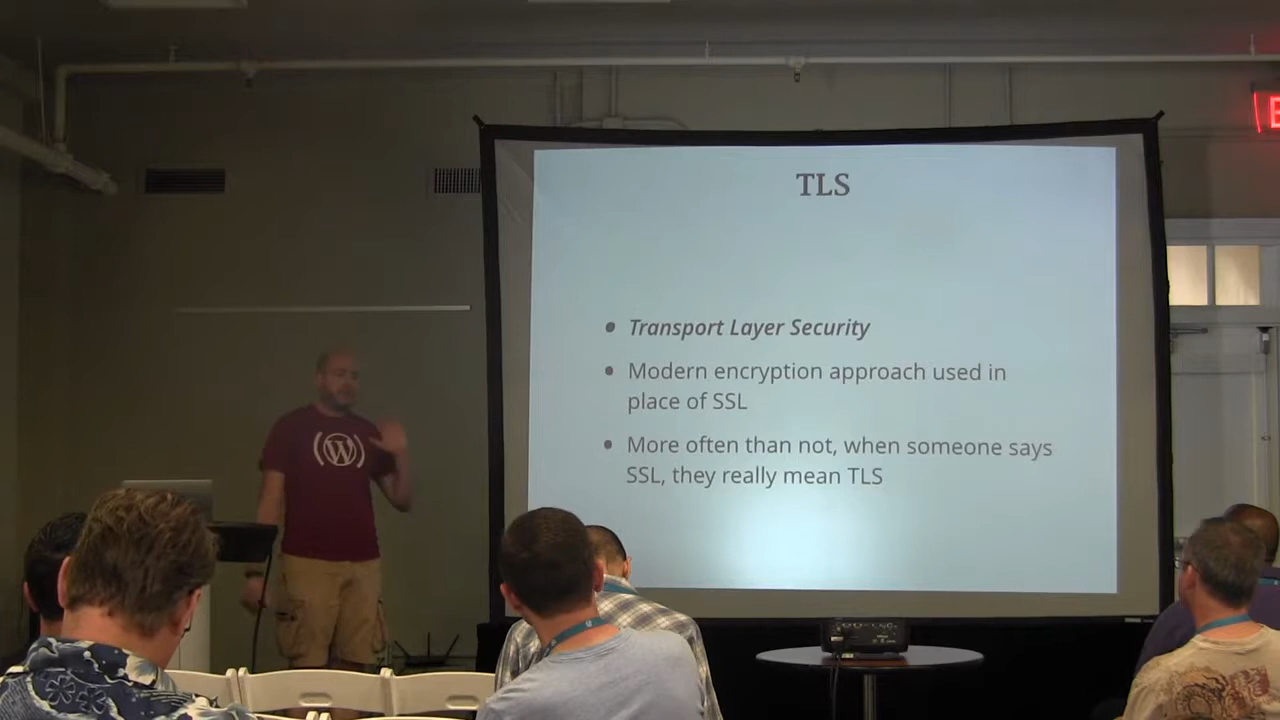 TLS
Transport Layer Security
Modern encryption approach used in
place of SSL
More often than not, when someone says
SSL, they really mean TLS
(W)
E